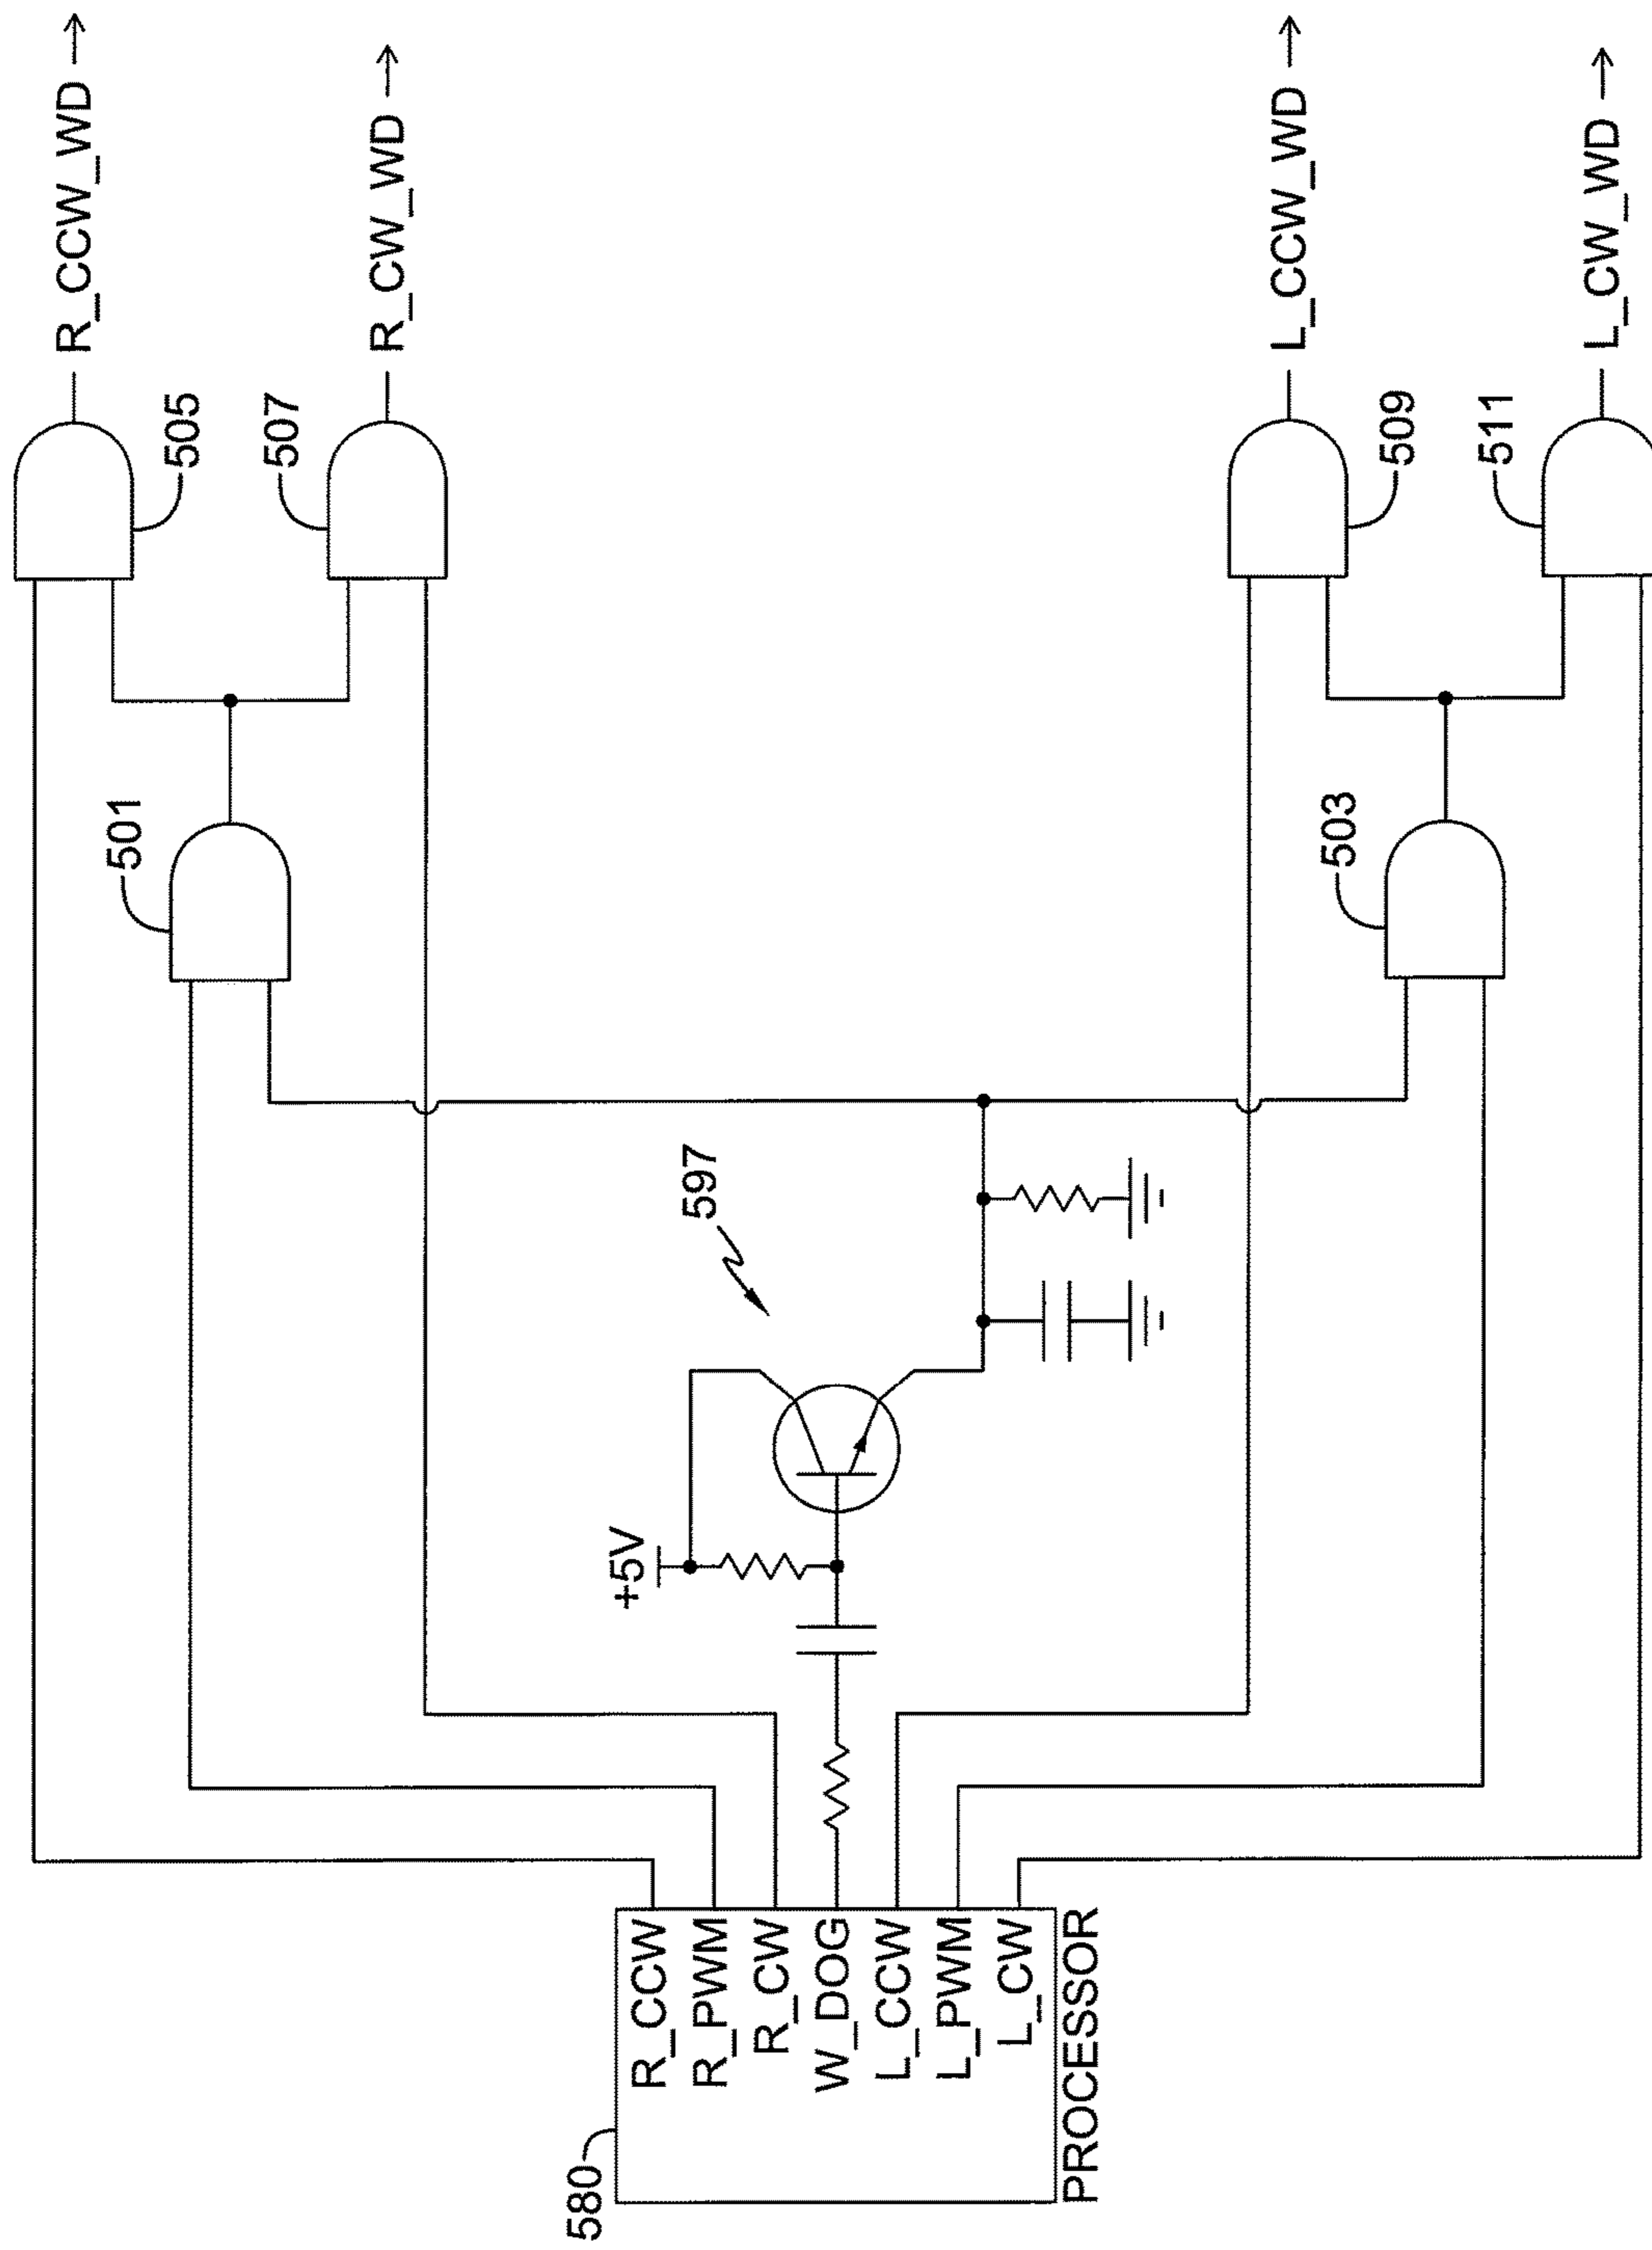 580
PROCESSOR
R_CCW
R_PWM
R_CW
W_DOG
L_CCW
L_PWM
L_CW
+5V
597
501
503
505
507
509
511
R_CCW_WD
R_CW_WD
L_CCW_WD
L_CW_WD